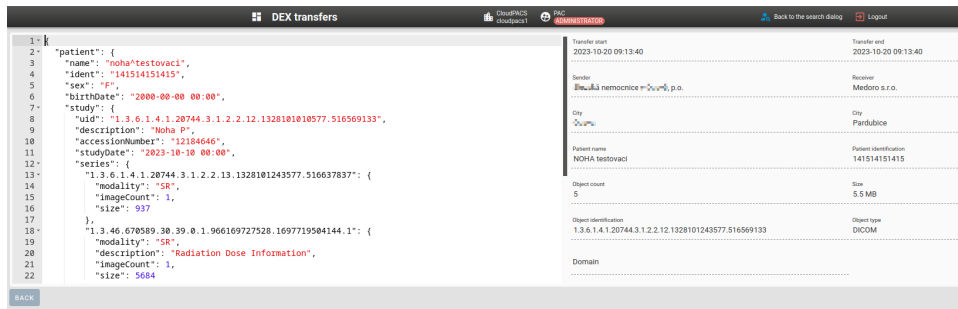 DEX transfers
CloudPACS
cloudpacs1
PAC
ADMINISTRATOR
Back to the search dialog
Logout
1 {
2 "patient": {
3 "name": "noha^testovaci",
4 "ident": "141514151415",
5 "sex": "F",
6 "birthDate": "2000-00-00 00:00",
7 "study": {
8 "uid": "1.3.6.1.4.1.20744.3.1.2.2.12.1328101010577.516569133",
9 "description": "Noha P",
10 "accessionNumber": "12184646",
11 "studyDate": "2023-10-10 00:00",
12 "series": {
13 "1.3.6.1.4.1.20744.3.1.2.2.13.1328101243577.516637837": {
14 "modality": "SR",
15 "imageCount": 1,
16 "size": 937
17 },
18 "1.3.46.670589.30.39.0.1.966169727528.1697719504144.1": {
19 "modality": "SR",
20 "description": "Radiation Dose Information",
21 "imageCount": 1,
22 "size": 5684
Transfer start
2023-10-20 09:13:40
Transfer end
2023-10-20 09:13:40
Sender
nemocnice p.o.
Receiver
Medoro s.r.o.
City
City
Pardubice
Patient name
NOHA testovaci
Patient identification
141514151415
Object count
5
Size
5.5 MB
Object identification
1.3.6.1.4.1.20744.3.1.2.2.12.1328101243577.516569133
Object type
DICOM
Domain
BACK